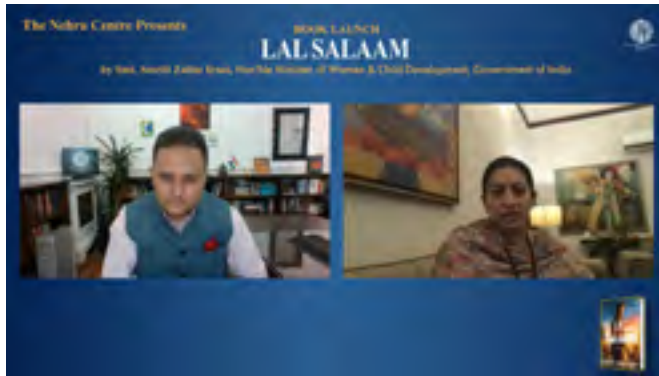 The Nehru Centre Presents
BOOK LAUNCH
LAL SALAAM
by Smt. Smriti Zubin Irani, Hon'ble Minister of Women & Child Development, Government of India